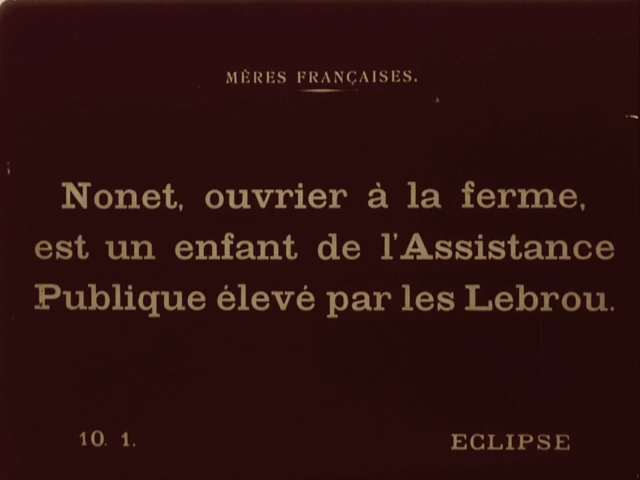 MÈRES FRANÇAISES.
Nonet, ouvrier à la ferme,
est un enfant de l'Assistance
Publique élevé par les Lebrou.
10. 1.
ECLIPSE